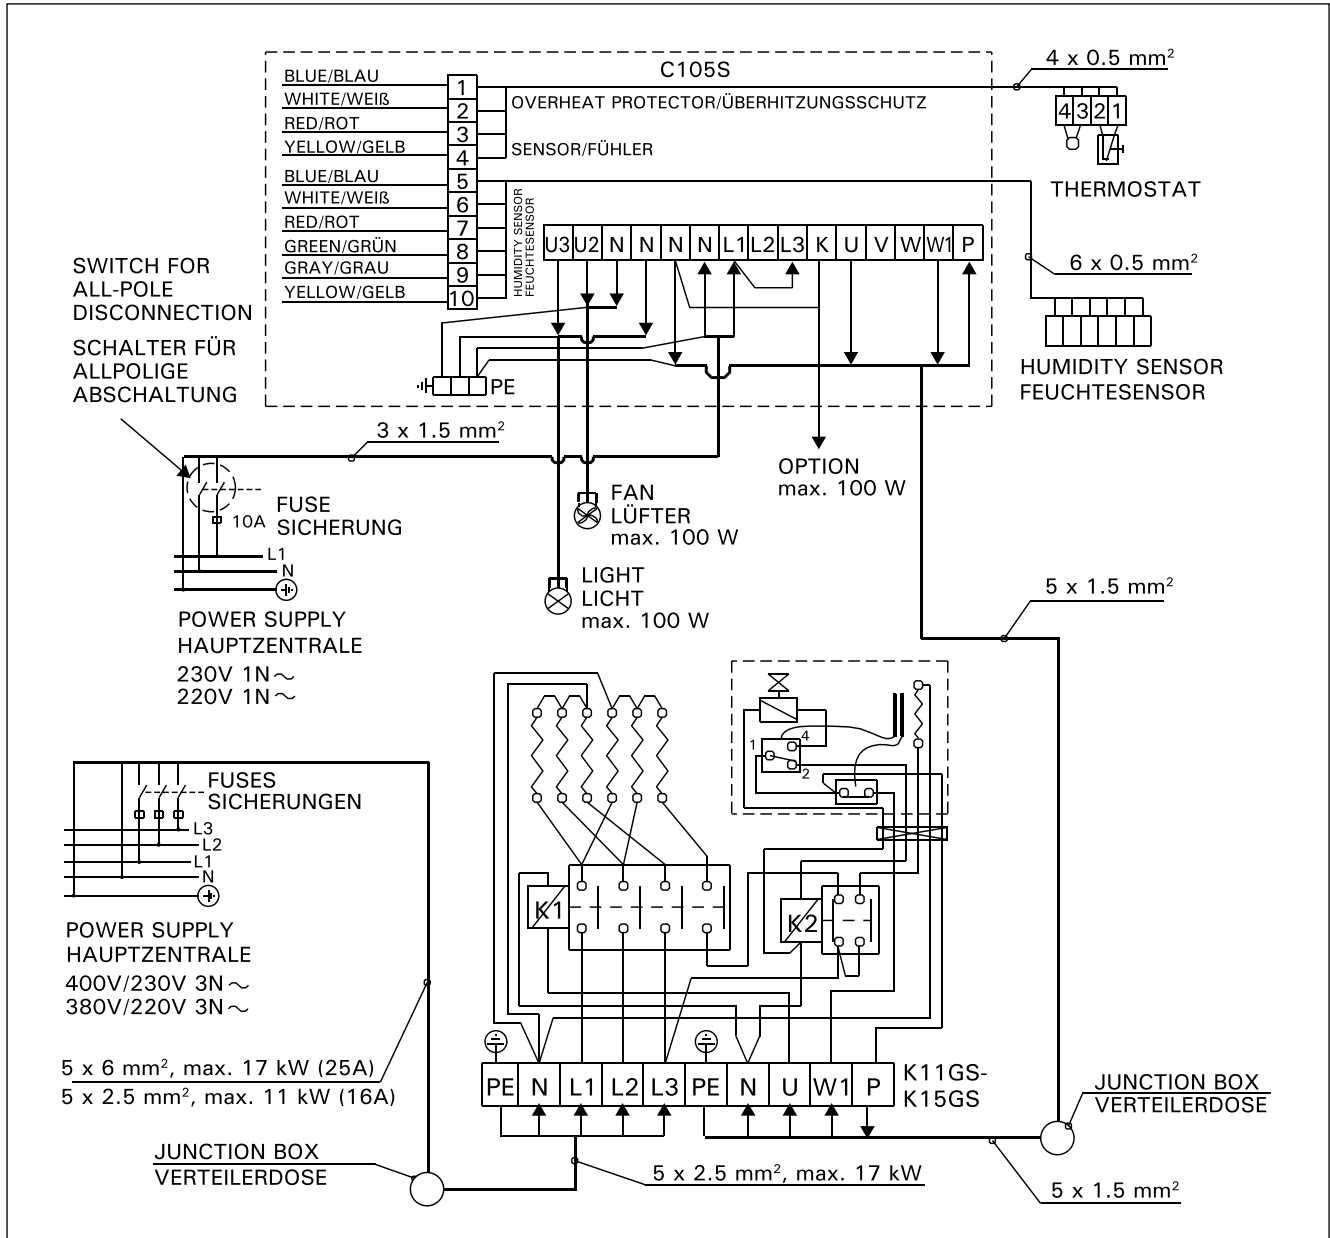 C105S
4 x 0.5 mm²
BLUE/BLAU 1
WHITE/WEIß 2
RED/ROT 3
YELLOW/GELB 4
BLUE/BLAU 5
WHITE/WEIß 6
RED/ROT 7
GREEN/GRÜN 8
GRAY/GRAU 9
YELLOW/GELB 10
OVERHEAT PROTECTOR/ÜBERHITZUNGSSCHUTZ
SENSOR/FÜHLER
HUMIDITY SENSOR
FEUCHTESENSOR
4 3 2 1
THERMOSTAT
U3 U2 N N N N L1 L2 L3 K U V W W1 P
6 x 0.5 mm²
HUMIDITY SENSOR
FEUCHTESENSOR
SWITCH FOR
ALL-POLE
DISCONNECTION
SCHALTER FÜR
ALLPOLIGE
ABSCHALTUNG
PE
3 x 1.5 mm²
OPTION
max. 100 W
FAN
LÜFTER
max. 100 W
FUSE
SICHERUNG
10A
L1
N
LIGHT
LICHT
max. 100 W
POWER SUPPLY
HAUPTZENTRALE
230V 1N~
220V 1N~
5 x 1.5 mm²
1
4
2
FUSES
SICHERUNGEN
L3
L2
L1
N
POWER SUPPLY
HAUPTZENTRALE
400V/230V 3N~
380V/220V 3N~
K1
K2
5 x 6 mm², max. 17 kW (25A)
5 x 2.5 mm², max. 11 kW (16A)
PE N L1 L2 L3 PE N U W1 P
K11GS-
K15GS
JUNCTION BOX
VERTEILERDOSE
JUNCTION BOX
VERTEILERDOSE
5 x 2.5 mm², max. 17 kW
5 x 1.5 mm²